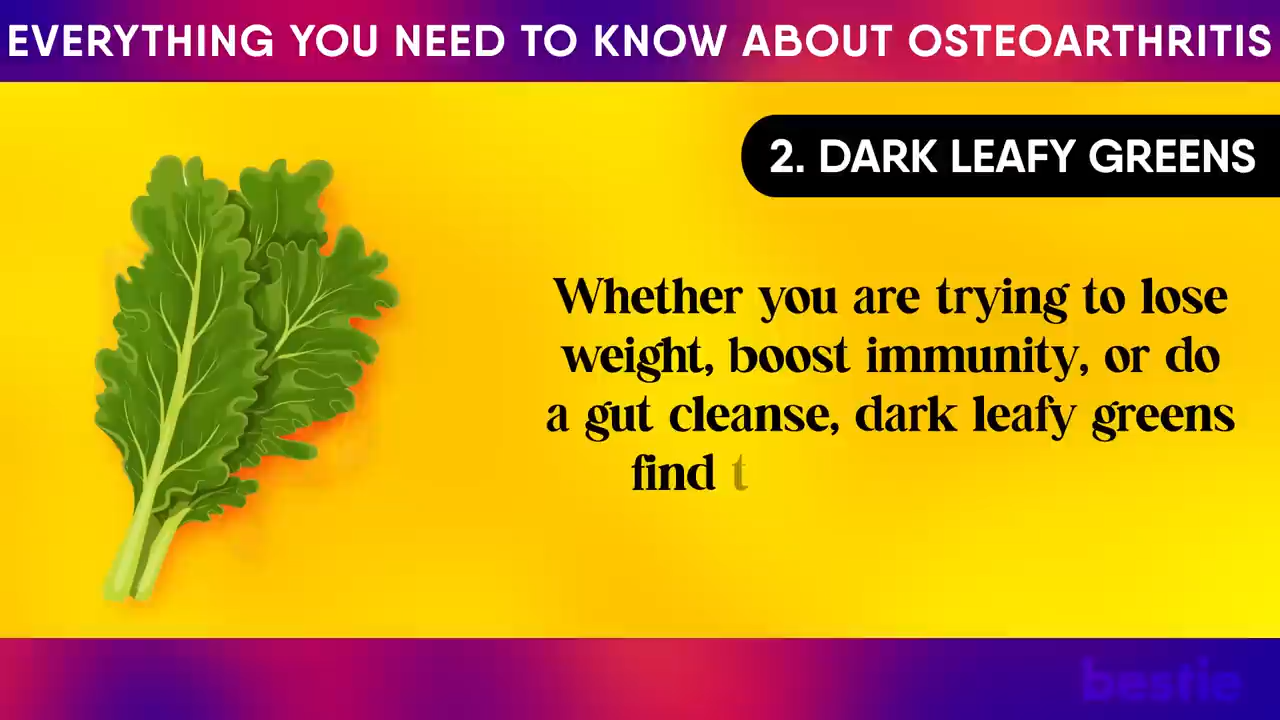 EVERYTHING YOU NEED TO KNOW ABOUT OSTEOARTHRITIS
2. DARK LEAFY GREENS
Whether you are trying to lose
weight, boost immunity, or do
a gut cleanse, dark leafy greens
find t
bestie